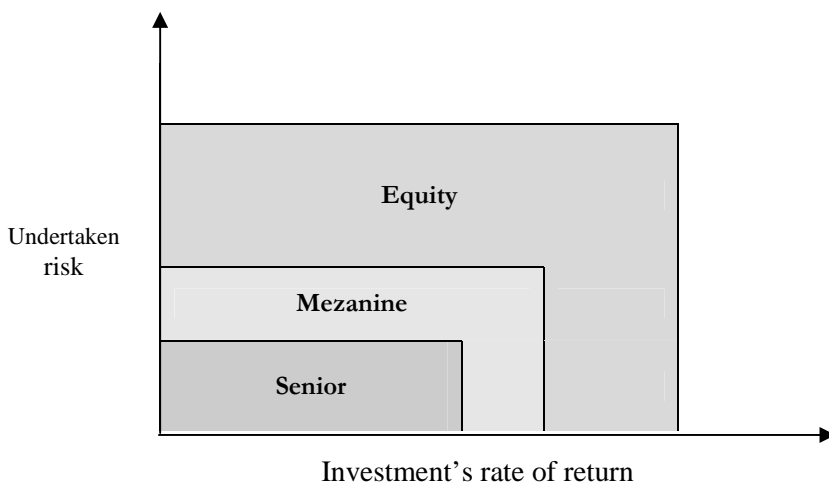 Equity
Undertaken
risk
Mezanine
Senior
Investment's rate of return